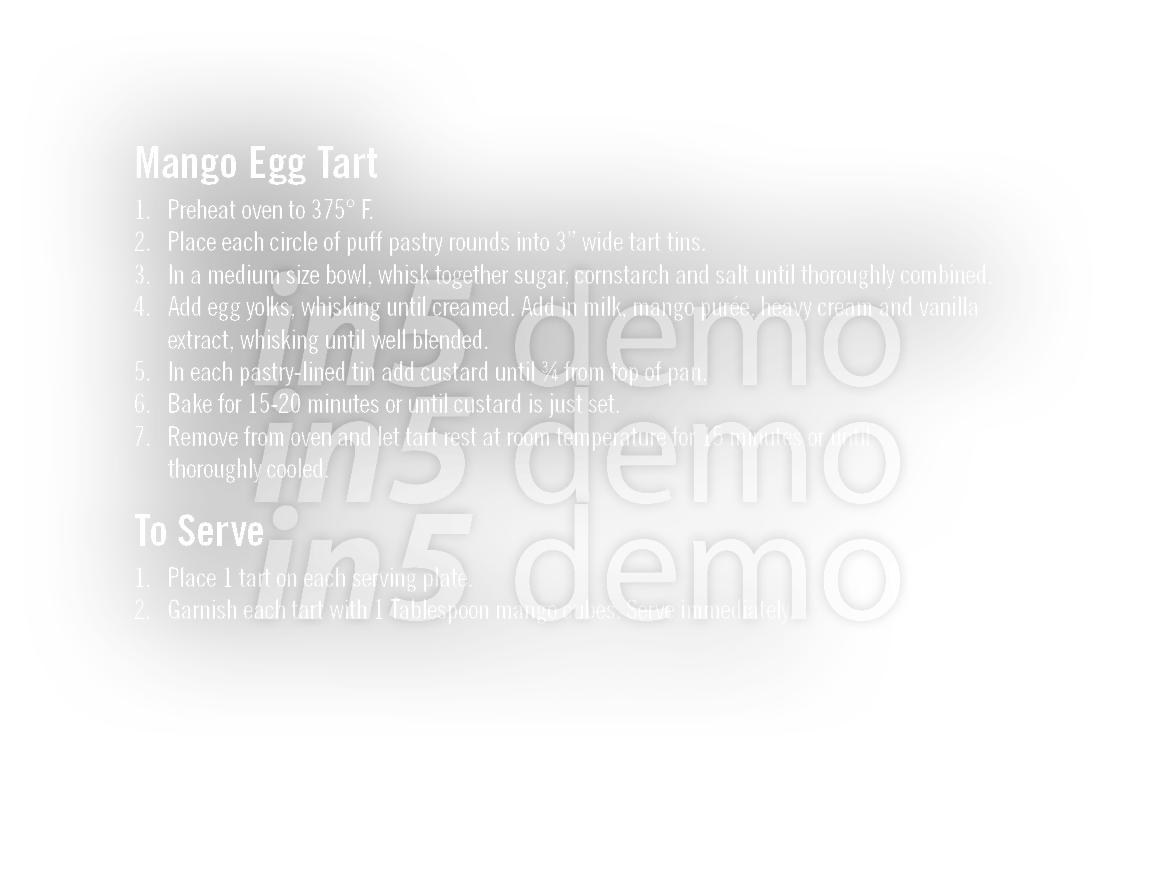 Mango Egg Tart
1. Preheat oven to 375° F.
2. Place each circle of puff pastry rounds into 3” wide tart tins.
3. In a medium size bowl, whisk together sugar, cornstarch and salt until thoroughly combined.
4. Add egg yolks, whisking until creamed. Add in milk, mango purée, heavy cream and vanilla
extract, whisking until well blended.
5. In each pastry-lined tin add custard until ¾ from top of pan.
6. Bake for 15-20 minutes or until custard is just set.
7. Remove from oven and let tart rest at room temperature for 15 minutes or until
thoroughly cooled.
To Serve
1. Place 1 tart on each serving plate.
2. Garnish each tart with 1 Tablespoon mango cubes. Serve immediately.
in5 demo
in5 demo
in5 demo